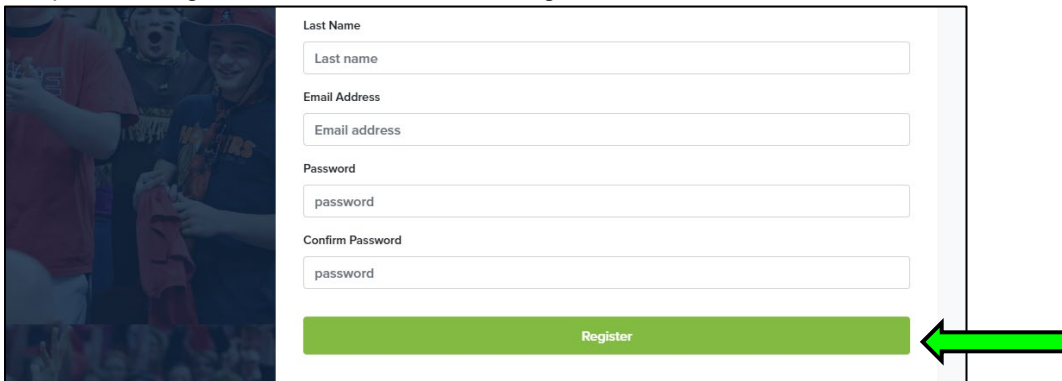 Last Name
Last name
Email Address
Email address
Password
password
Confirm Password
password
Register